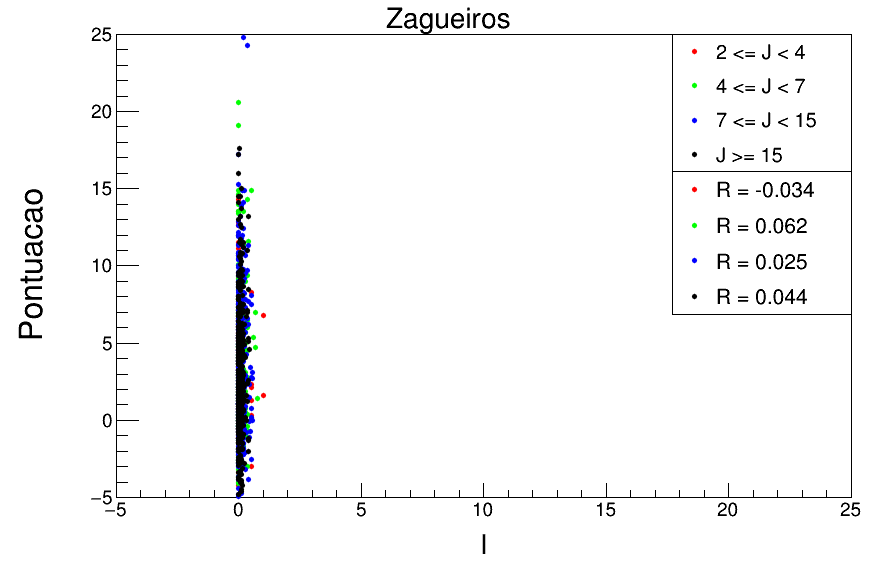 Zagueiros
25
20
15
10
5
0
−5
Pontuacao
2 <= J < 4
4 <= J < 7
7 <= J < 15
J >= 15
R = -0.034
R = 0.062
R = 0.025
R = 0.044
−5 0 5 10 15 20 25
I